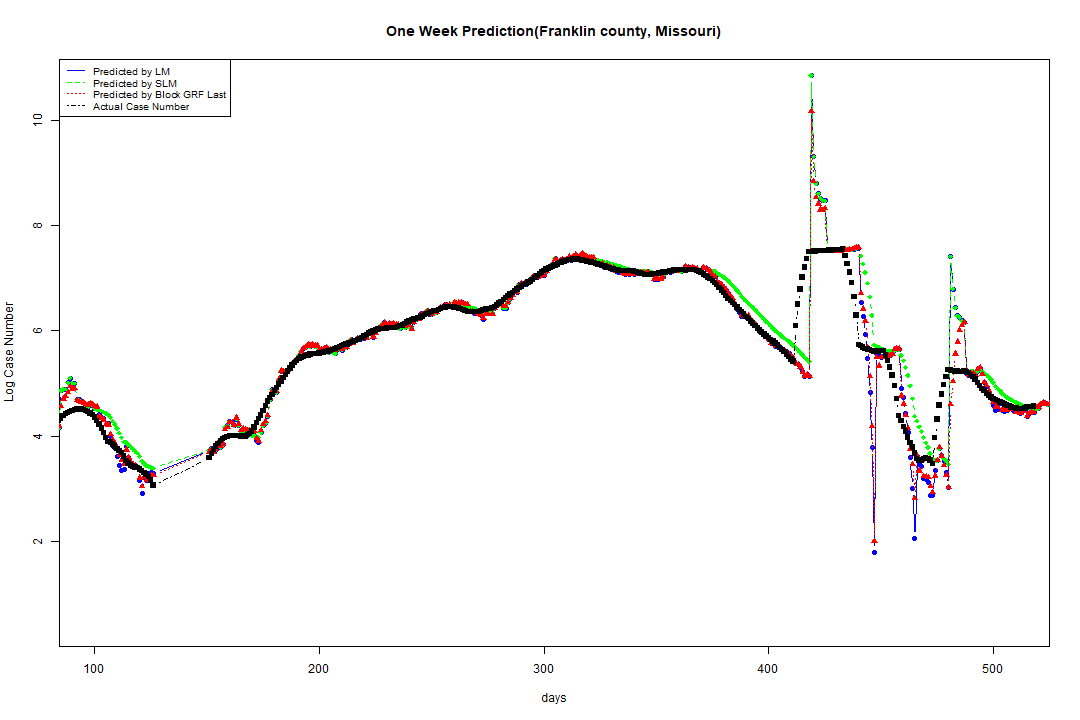 One Week Prediction(Franklin county, Missouri)
Predicted by LM
Predicted by SLM
Predicted by Block GRF Last
Actual Case Number
Log Case Number
10
8
6
4
2
100 200 300 400 500
days